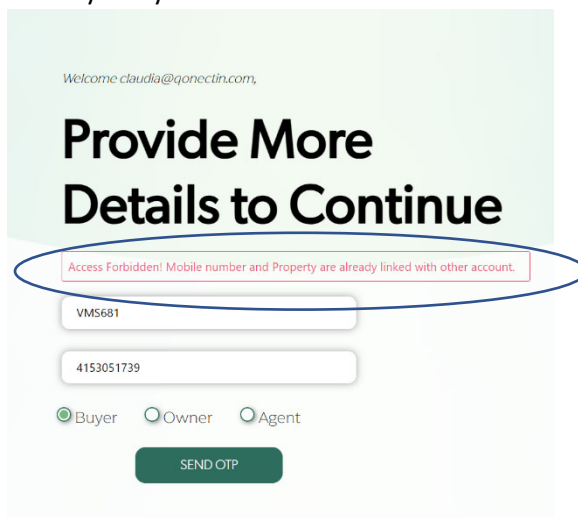 Welcome claudia@qonectin.com,
Provide More
Details to Continue
Access Forbidden! Mobile number and Property are already linked with other account.
VMS681
4153051739
Buyer Owner Agent
SEND OTP